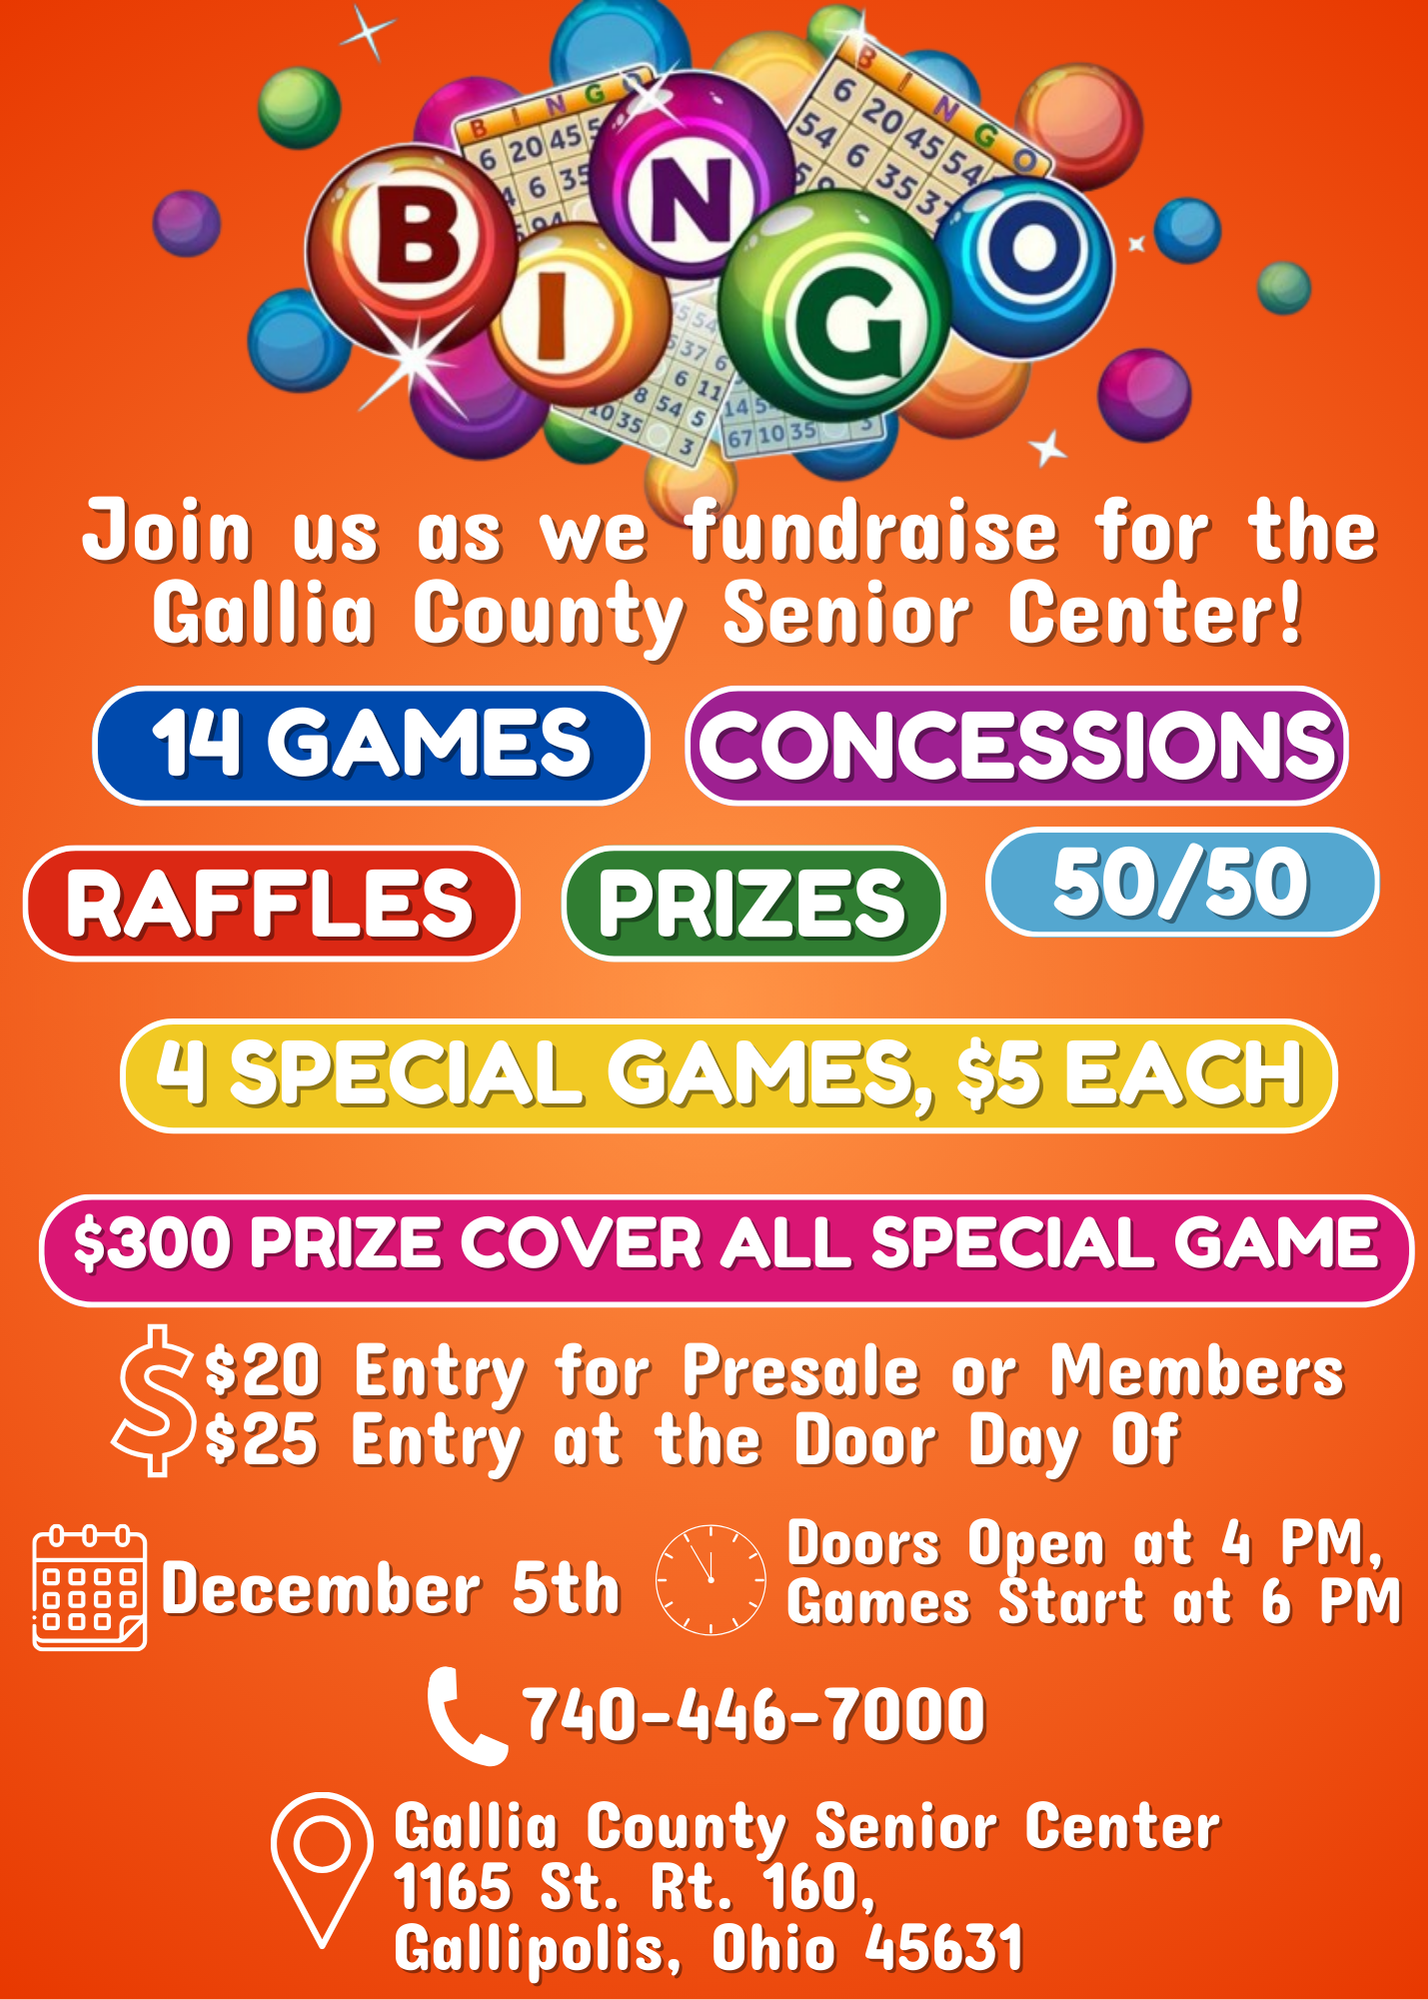 BINGO
Join us as we fundraise for the
Gallia County Senior Center!
14 GAMES
CONCESSIONS
RAFFLES
PRIZES
50/50
4 SPECIAL GAMES, $5 EACH
$300 PRIZE COVER ALL SPECIAL GAME
$20 Entry for Presale or Members
$25 Entry at the Door Day Of
December 5th
Doors Open at 4 PM,
Games Start at 6 PM
740-446-7000
Gallia County Senior Center
1165 St. Rt. 160,
Gallipolis, Ohio 45631